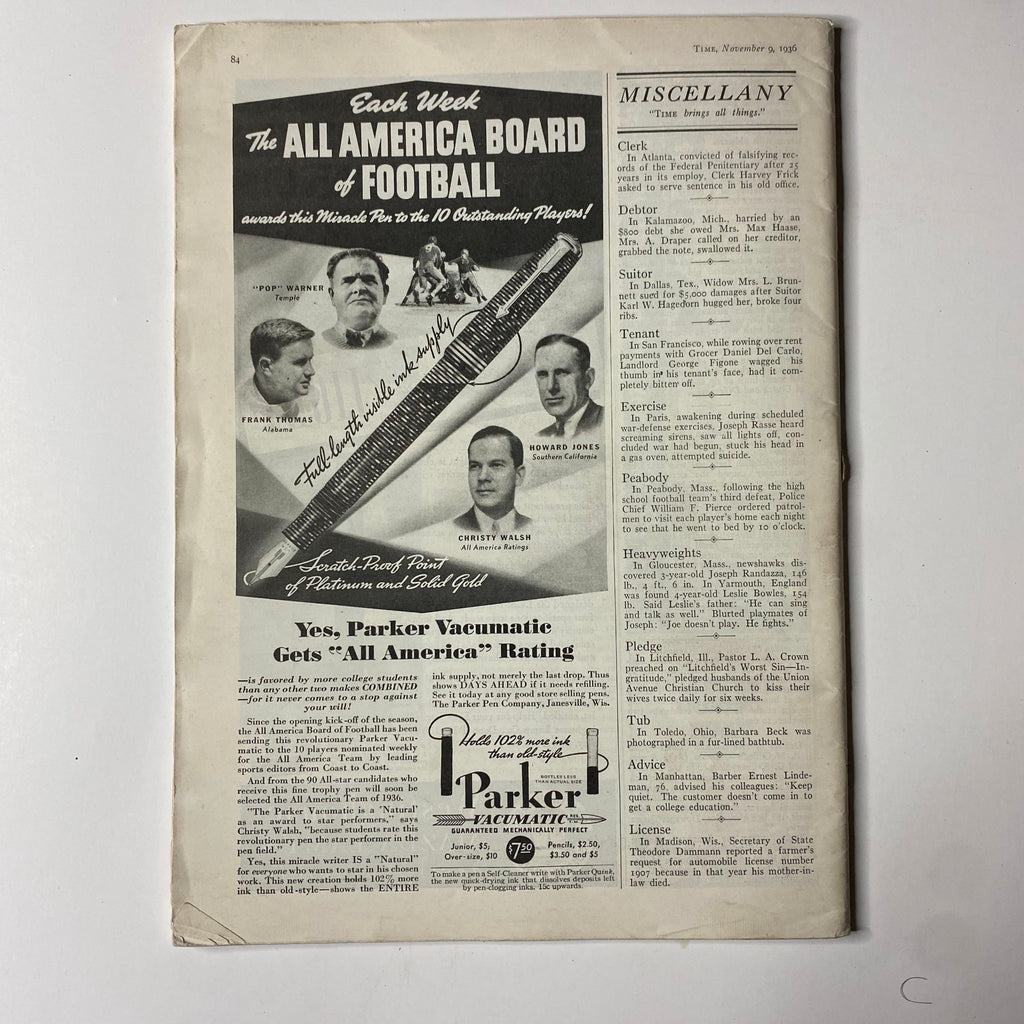 84
TIME, November 9, 1936
Each Week
The ALL AMERICA BOARD
of FOOTBALL
awards this Miracle Pen to the 10 Outstanding Players!
"POP" WARNER
Temple
FRANK THOMAS
Alabama
Full-length visible ink supply
HOWARD JONES
Southern California
CHRISTY WALSH
All America Ratings
Scratch-Proof Point
of Platinum and Solid Gold
Yes, Parker Vacumatic
Gets "All America" Rating
—is favored by more college students
than any other two makes COMBINED
—for it never comes to a stop against
your will!
Since the opening kick-off of the season,
the All America Board of Football has been
sending this revolutionary Parker Vacu-
matic to the 10 players nominated weekly
for the All America Team by leading
sports editors from Coast to Coast.
And from the 90 All-star candidates who
receive this fine trophy pen will soon be
selected the All America Team of 1936.
"The Parker Vacumatic is a 'Natural'
as an award to star performers," says
Christy Walsh, "because students rate this
revolutionary pen the star performer in the
pen field."
Yes, this miracle writer IS a "Natural"
for everyone who wants to star in his chosen
work. This new creation holds 102% more
ink than old-style—shows the ENTIRE
ink supply, not merely the last drop. Thus
shows DAYS AHEAD if it needs refilling.
See it today at any good store selling pens.
The Parker Pen Company, Janesville, Wis.
Holds 102% more ink
than old-style
NOTICE LESS
Parker
VACUMATIC
GUARANTEED MECHANICALLY PERFECT
Junior, $5;
Over-size, $10
$7.50
Pencils, $2.50,
$3.50 and $5
To make a pen a Self-Cleaner write with Parker Quink,
the new quick-drying ink that dissolves deposits left
by pen-clogging inks. 15c upwards.
MISCELLANY
"TIME brings all things."
Clerk
In Atlanta, convicted of falsifying rec-
ords of the Federal Penitentiary after 25
years in its employ, Clerk Harvey Frick
asked to serve sentence in his old office.
Debtor
In Kalamazoo, Mich., harried by an
$800 debt she owed Mrs. Max Haase,
Mrs. A. Draper called on her creditor,
grabbed the note, swallowed it.
Suitor
In Dallas, Tex., Widow Mrs. L. Brun-
nett sued for $5,000 damages after Suitor
Karl W. Hagedorn hugged her, broke four
ribs.
Tenant
In San Francisco, while rowing over rent
payments with Grocer Daniel Del Carlo,
Landlord George Figone wagged his
thumb in his tenant's face, had it com-
pletely bitten off.
Exercise
In Paris, awakening during scheduled
war-defense exercises, Joseph Rasse heard
screaming sirens, saw all lights off, con-
cluded war had begun, stuck his head in
a gas oven, attempted suicide.
Peabody
In Peabody, Mass., following the high
school football team's third defeat, Police
Chief William F. Pierce ordered patrol-
men to visit each player's home each night
to see that he went to bed by 10 o'clock.
Heavyweights
In Gloucester, Mass., newshawks dis-
covered 3-year-old Joseph Randazza, 146
lb., 4 ft., 6 in. In Yarmouth, England
was found 4-year-old Leslie Bowles, 154
lb. Said Leslie's father: "He can sing
and talk as well." Blurted playmates of
Joseph: "Joe doesn't play. He fights."
Pledge
In Litchfield, Ill., Pastor L. A. Crown
preached on "Litchfield's Worst Sin—In-
gratitude," pledged husbands of the Union
Avenue Christian Church to kiss their
wives twice daily for six weeks.
Tub
In Toledo, Ohio, Barbara Beck was
photographed in a fur-lined bathtub.
Advice
In Manhattan, Barber Ernest Linde-
man, 76, advised his colleagues: "Keep
quiet. The customer doesn't come in to
get a college education."
License
In Madison, Wis., Secretary of State
Theodore Dammann reported a farmer's
request for automobile license number
1907 because in that year his mother-in-
law died.